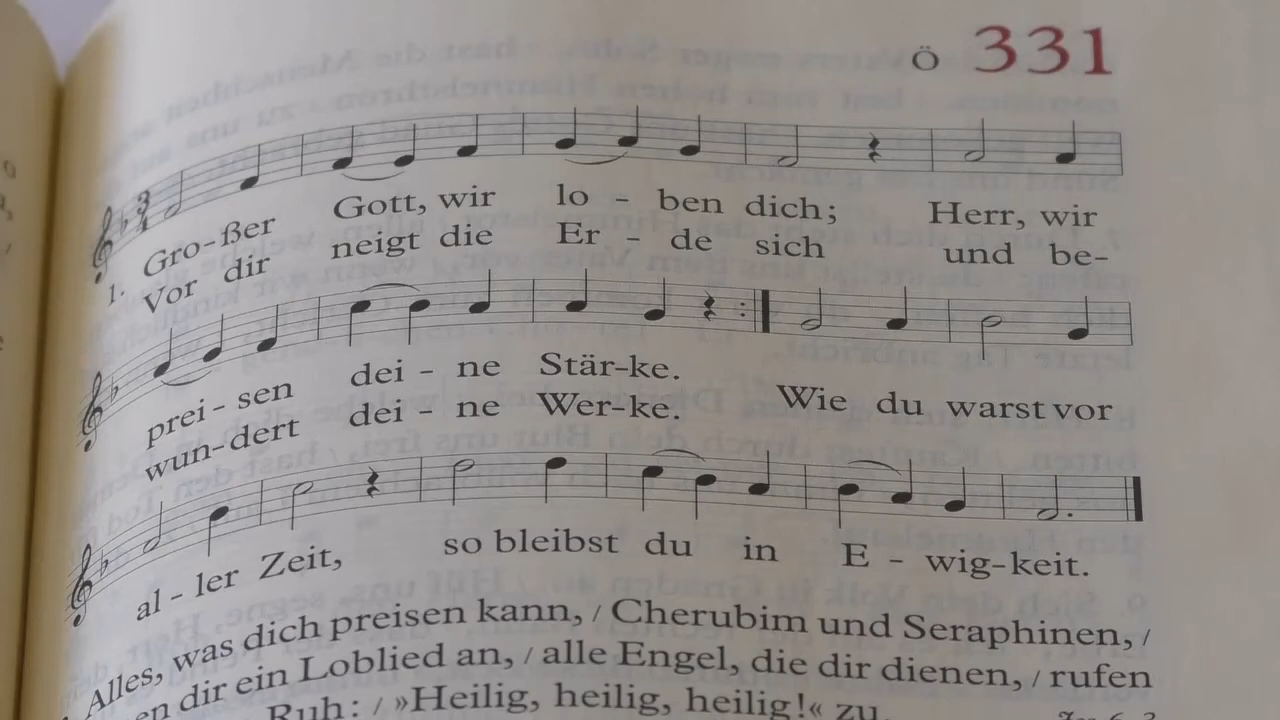 Ö 331
Gro-ßer Gott, wir lo - ben dich; Herr, wir
1. Vor dir neigt die Er - de sich und be-
prei - sen dei - ne Stär-ke.
wun-dert dei - ne Wer-ke. Wie du warst vor
al - ler Zeit, so bleibst du in E - wig-keit.
Alles, was dich preisen kann, / Cherubim und Seraphinen, /
en dir ein Loblied an, / alle Engel, die dir dienen, / rufen
Ruh: / »Heilig, heilig, heilig!« zu.